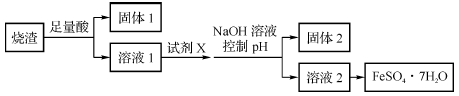 烧渣
足量酸
固体 1
溶液 1
试剂 X
NaOH 溶液
控制 pH
固体 2
溶液 2
FeSO₄·7H₂O